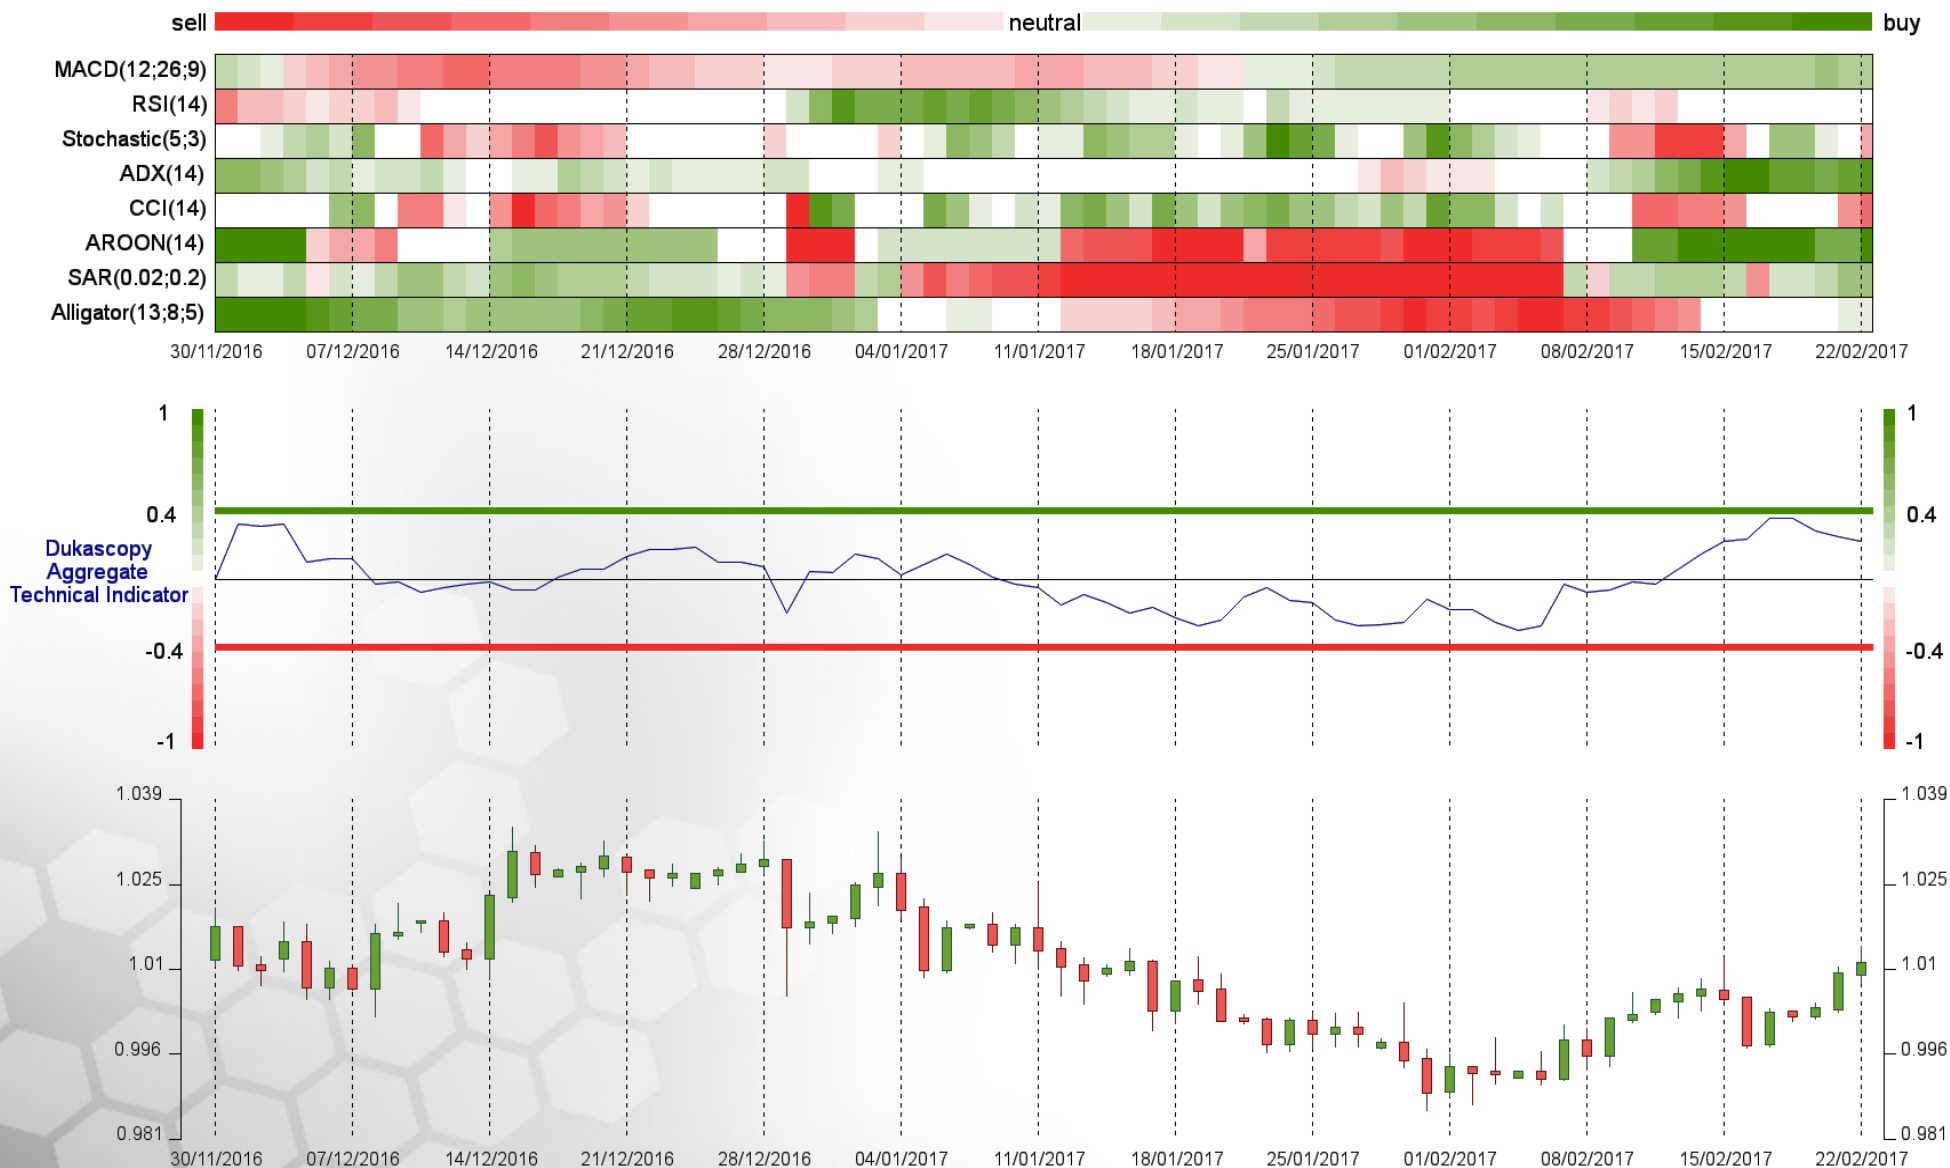 sell neutral buy
MACD(12;26;9)
RSI(14)
Stochastic(5;3)
ADX(14)
CCI(14)
AROON(14)
SAR(0.02;0.2)
Alligator(13;8;5)
30/11/2016 07/12/2016 14/12/2016 21/12/2016 28/12/2016 04/01/2017 11/01/2017 18/01/2017 25/01/2017 01/02/2017 08/02/2017 15/02/2017 22/02/2017
1 1
0.4 0.4
Dukascopy
Aggregate
Technical Indicator
-0.4 -0.4
-1 -1
1.039 1.039
1.025 1.025
1.01 1.01
0.996 0.996
0.981 0.981
30/11/2016 07/12/2016 14/12/2016 21/12/2016 28/12/2016 04/01/2017 11/01/2017 18/01/2017 25/01/2017 01/02/2017 08/02/2017 15/02/2017 22/02/2017